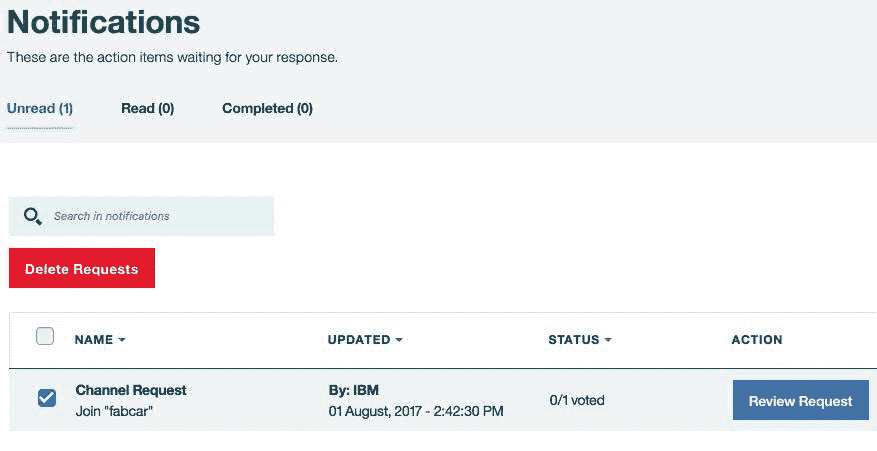 Notifications
These are the action items waiting for your response.
Unread (1) Read (0) Completed (0)
Search in notifications
Delete Requests
NAME UPDATED STATUS ACTION
Channel Request By: IBM
Join "fabcar" 01 August, 2017 - 2:42:30 PM 0/1 voted Review Request